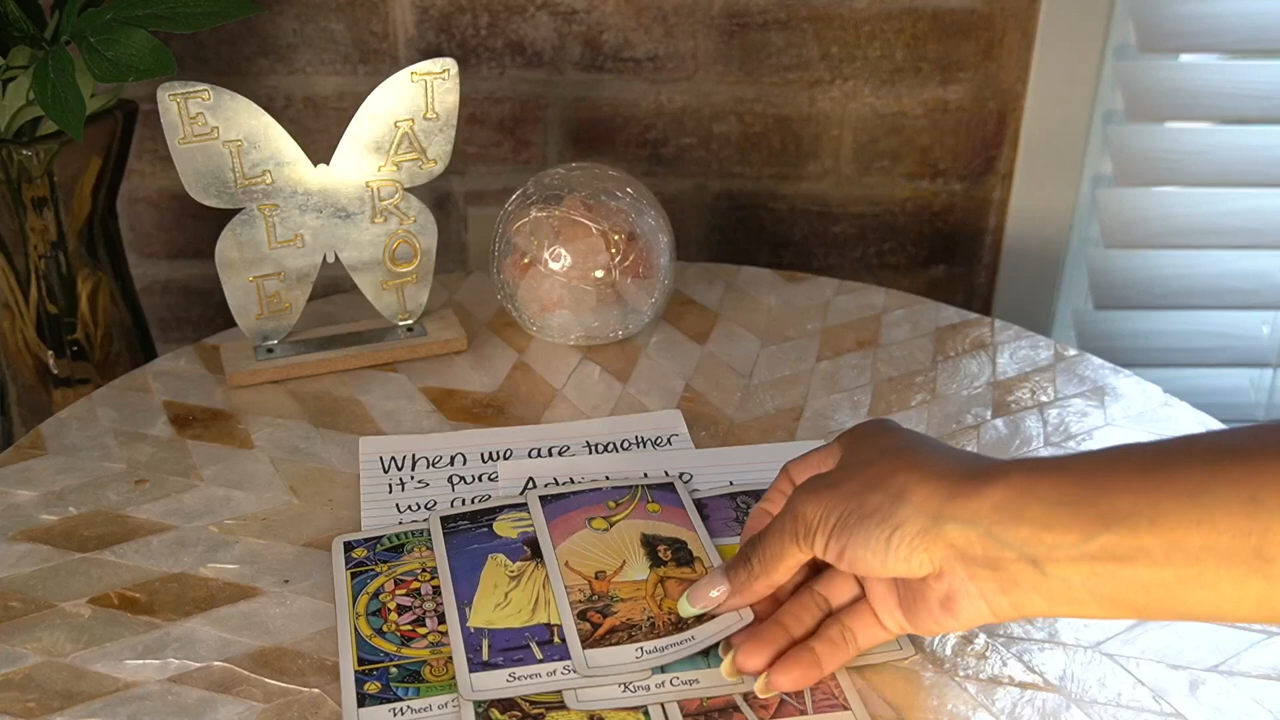 ELLE
TAROT
When we are together
it's pure
we are
Addicted to
Judgement
Seven of S
King of Cups
Wheel of